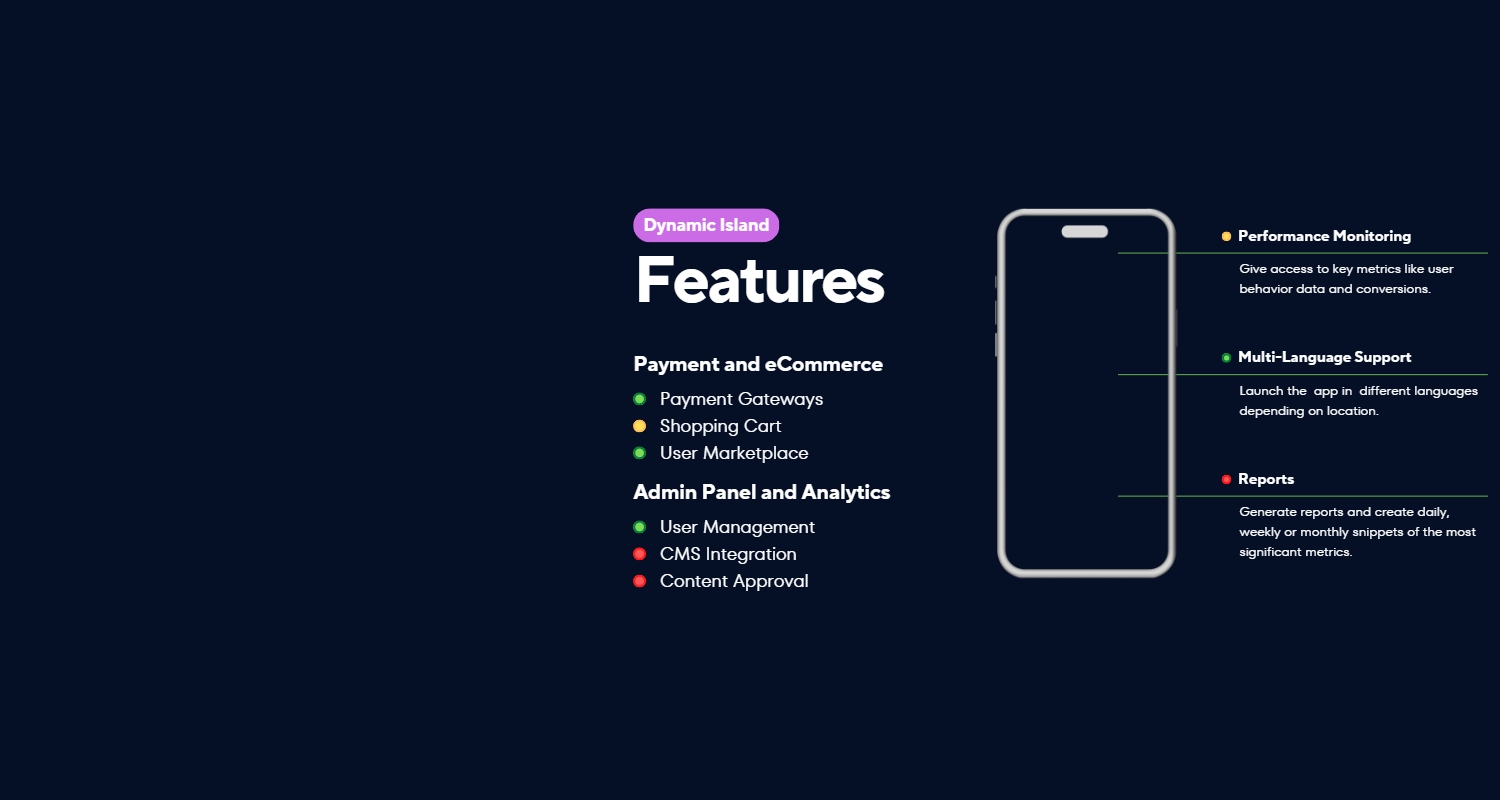 Dynamic Island
Features
Payment and eCommerce
Payment Gateways
Shopping Cart
User Marketplace
Admin Panel and Analytics
User Management
CMS Integration
Content Approval
Performance Monitoring
Give access to key metrics like user
behavior data and conversions.
Multi-Language Support
Launch the  app in  different languages
depending on location.
Reports
Generate reports and create daily,
weekly or monthly snippets of the most
significant metrics.